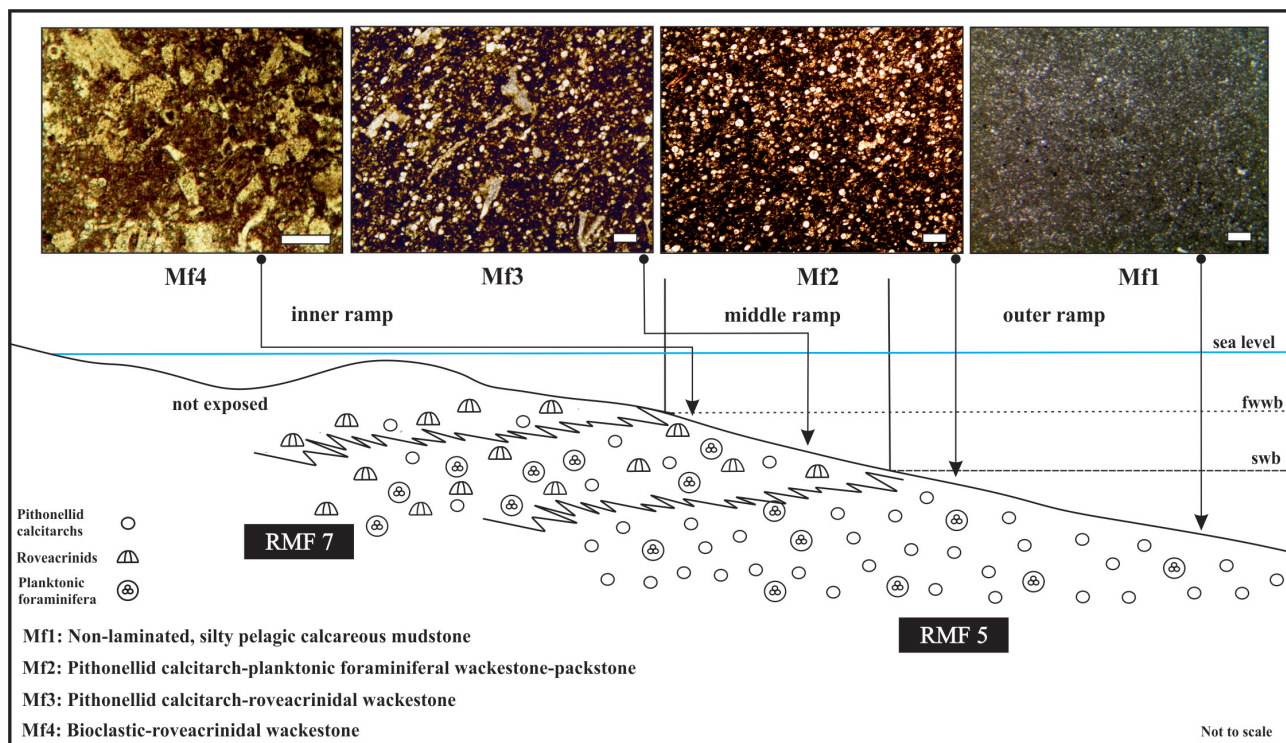 Mf4
Mf3
Mf2
Mf1
inner ramp
middle ramp
outer ramp
sea level
not exposed
fwwb
swb
Pithonellid
calcitarchs
Roveacrinids
Planktonic
foraminifera
RMF 7
RMF 5
Mf1: Non-laminated, silty pelagic calcareous mudstone
Mf2: Pithonellid calcitarch-planktonic foraminiferal wackestone-packstone
Mf3: Pithonellid calcitarch-roveacrinidal wackestone
Mf4: Bioclastic-roveacrinidal wackestone
Not to scale